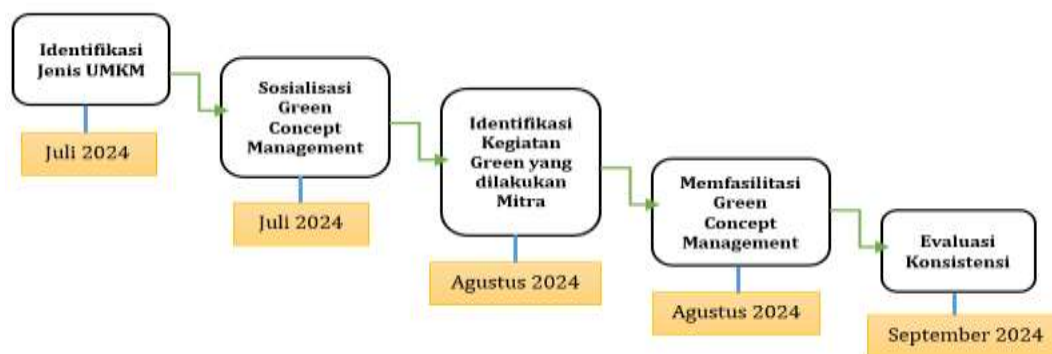 Identifikasi
Jenis UMKM
Juli 2024
Sosialisasi
Green
Concept
Management
Juli 2024
Identifikasi
Kegiatan
Green yang
dilakukan
Mitra
Agustus 2024
Memfasilitasi
Green
Concept
Management
Agustus 2024
Evaluasi
Konsistensi
September 2024